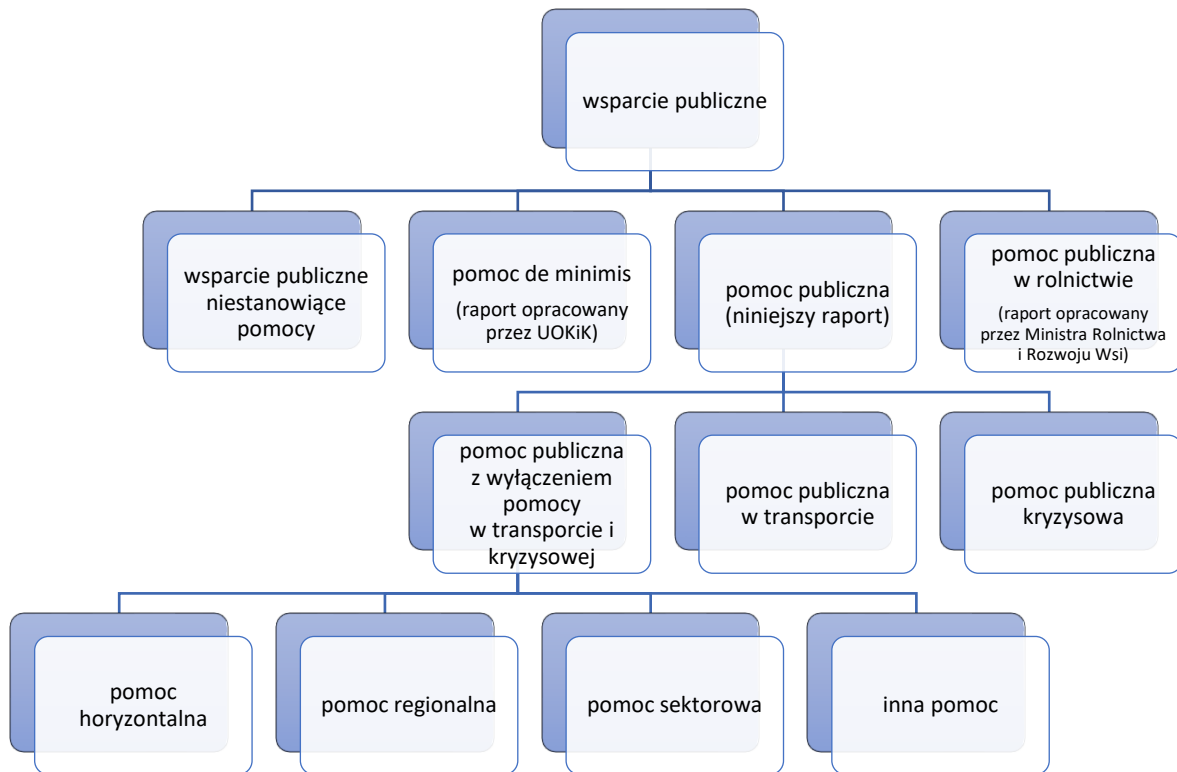 wsparcie publiczne
wsparcie publiczne
niestanowiące
pomocy
pomoc de minimis
(raport opracowany
przez UOKiK)
pomoc publiczna
(niniejszy raport)
pomoc publiczna
w rolnictwie
(raport opracowany
przez Ministra Rolnictwa
i Rozwoju Wsi)
pomoc publiczna
z wyłączeniem
pomocy
w transporcie i
kryzysowej
pomoc publiczna
w transporcie
pomoc publiczna
kryzysowa
pomoc
horyzontalna
pomoc regionalna
pomoc sektorowa
inna pomoc